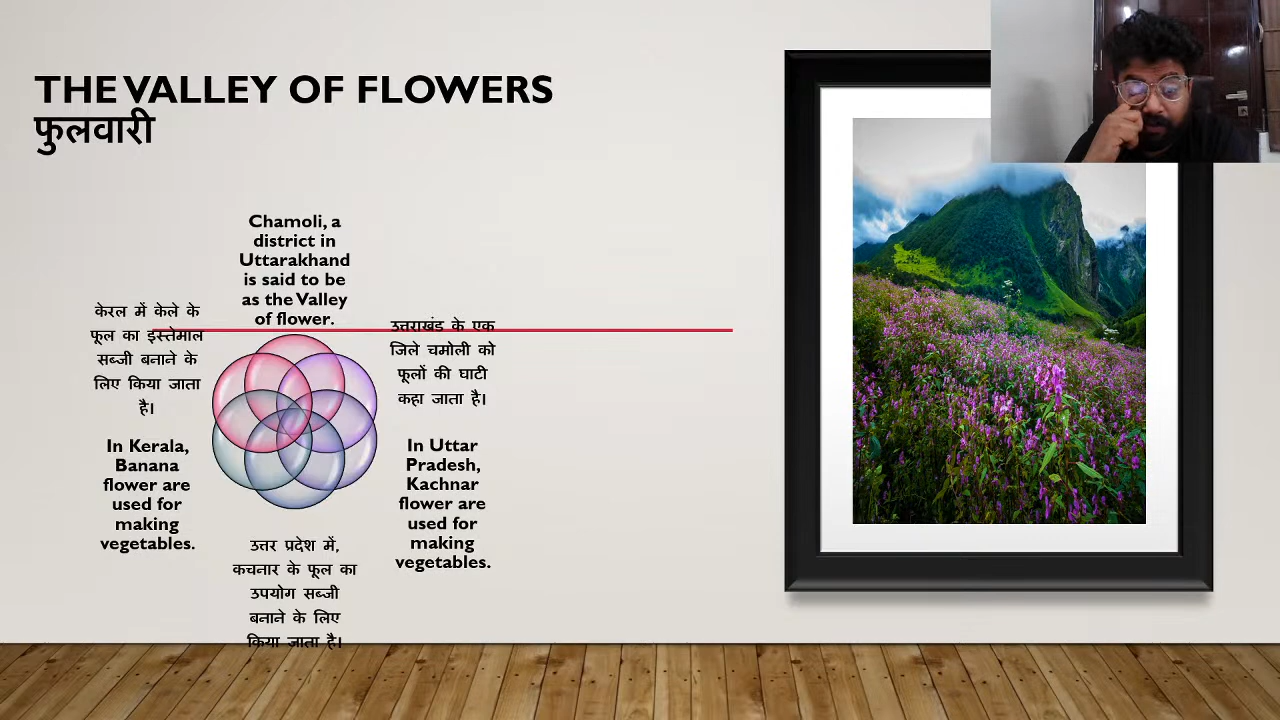 THE VALLEY OF FLOWERS
फुलवारी
Chamoli, a
district in
Uttarakhand
is said to be
as the Valley
of flower.
उत्तराखंड के एक
जिले चमोली को
फूलों की घाटी
कहा जाता है।
In Uttar
Pradesh,
Kachnar
flower are
used for
making
vegetables.
उत्तर प्रदेश में,
कचनार के फूल का
उपयोग सब्जी
बनाने के लिए
किया जाता है।
In Kerala,
Banana
flower are
used for
making
vegetables.
केरल में केले के
फूल का इस्तेमाल
सब्जी बनाने के
लिए किया जाता
है।